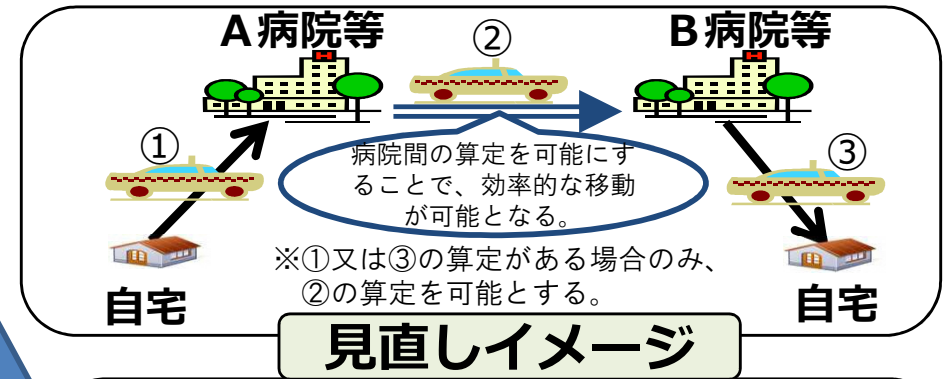 A病院等
②
B病院等
①
病院間の算定を可能にす
ることで、効率的な移動
が可能となる。
③
※①又は③の算定がある場合のみ、
②の算定を可能とする。
自宅
自宅
見直しイメージ